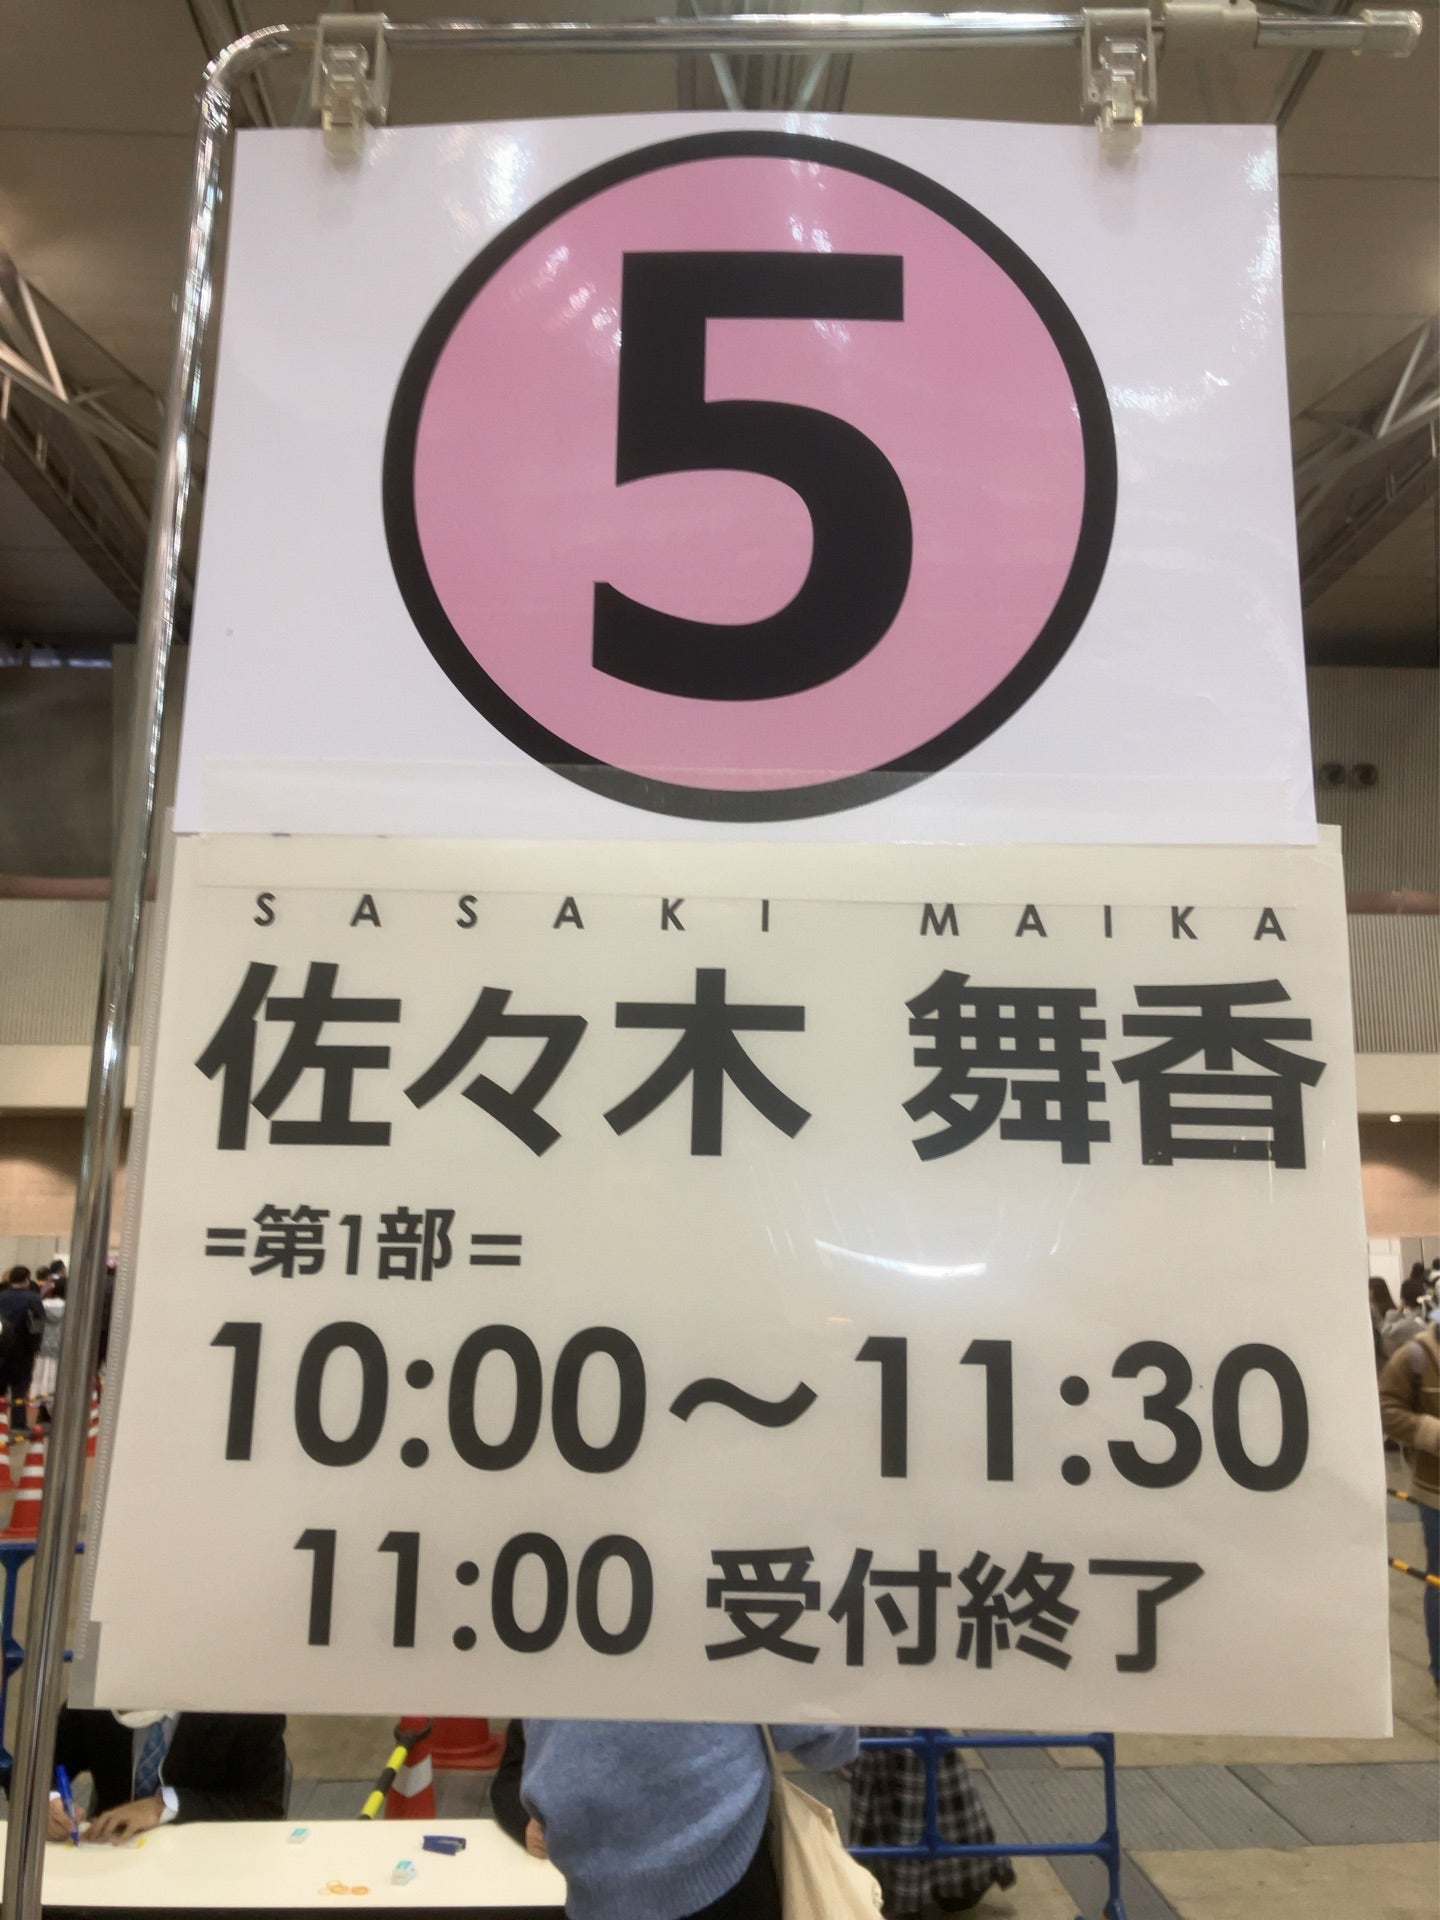 5
SASAKI MAIKA
佐々木 舞香
=第1部=
10:00〜11:30
11:00 受付終了